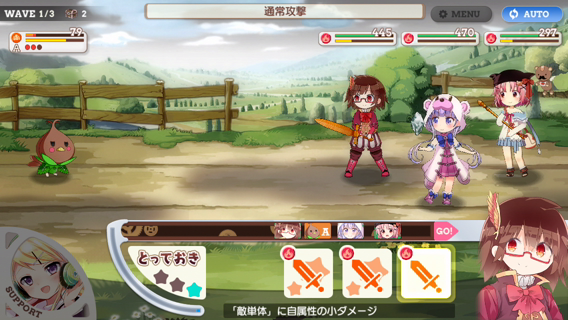 WAVE 1/3
2
通常攻撃
MENU
AUTO
79
A
445
470
297
A
GO!
とっておき
SUPPORT
「敵単体」に自属性の小ダメージ